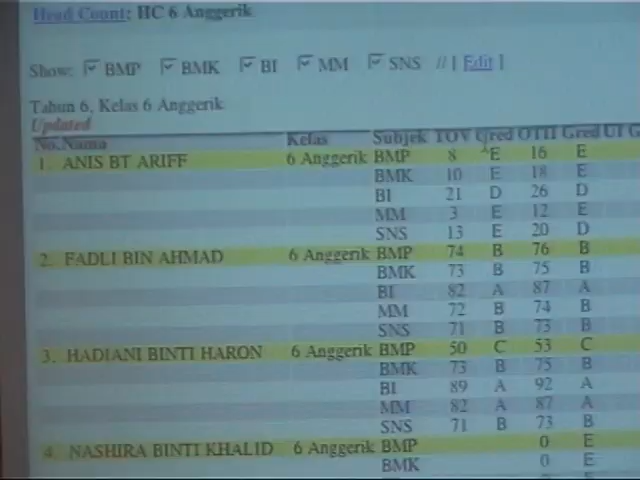 Head Count: HC 6 Anggerik
Show: BMP BMK BI MM SNS // [ Edit ]
Tahun 6, Kelas 6 Anggerik
Updated
No. Nama Kelas Subjek TOV Gred OTI1 Gred U1 G
1. ANIS BT ARIFF 6 Anggerik BMP 8 E 16 E
BMK 10 E 18 E
BI 21 D 26 D
MM 3 E 12 E
SNS 13 E 20 D
2. FADLI BIN AHMAD 6 Anggerik BMP 74 B 76 B
BMK 73 B 75 B
BI 82 A 87 A
MM 72 B 74 B
SNS 71 B 73 B
3. HADIANI BINTI HARON 6 Anggerik BMP 50 C 53 C
BMK 73 B 75 B
BI 89 A 92 A
MM 82 A 87 A
SNS 71 B 73 B
4. NASHIRA BINTI KHALID 6 Anggerik BMP 0 E
BMK 0 E